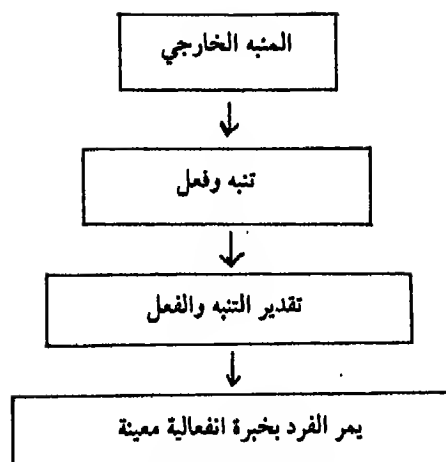 المنبه الخارجي
تنبه وفعل
تقدير التنبه والفعل
يمر الفرد بخبرة انفعالية معينة